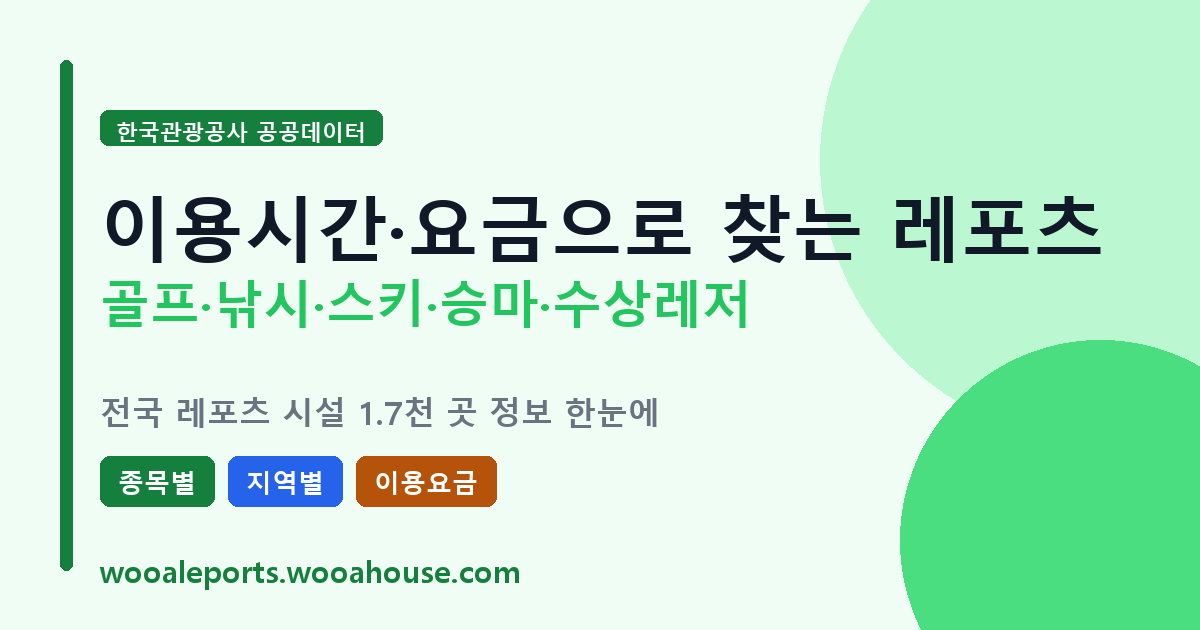 한국관광공사 공공데이터
이용시간·요금으로 찾는 레포츠
골프·낚시·스키·승마·수상레저
전국 레포츠 시설 1.7천 곳 정보 한눈에
종목별 지역별 이용요금
wooaleports.wooahouse.com